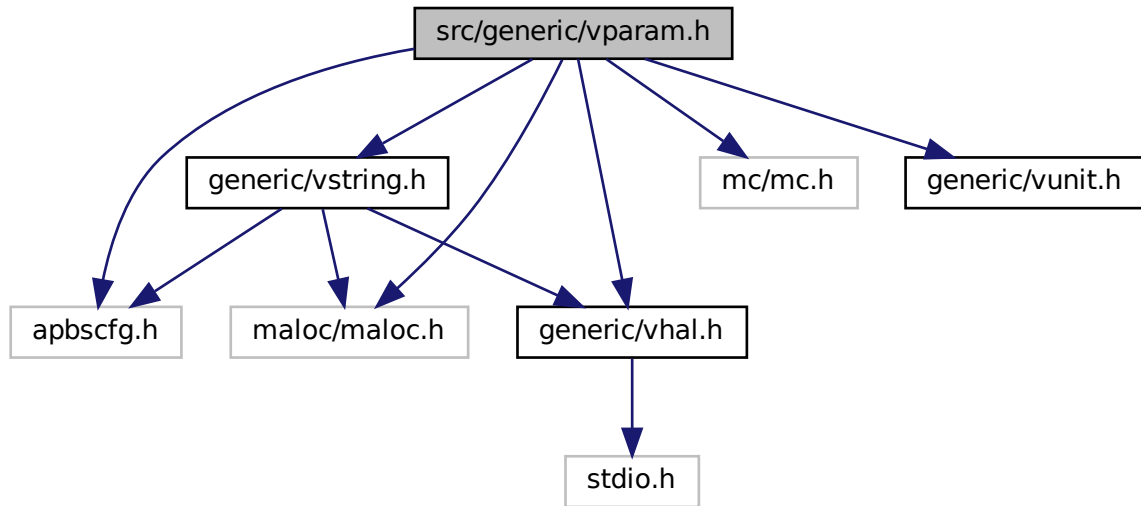 src/generic/vparam.h
generic/vstring.h
mc/mc.h
generic/vunit.h
apbscfg.h
maloc/maloc.h
generic/vhal.h
stdio.h